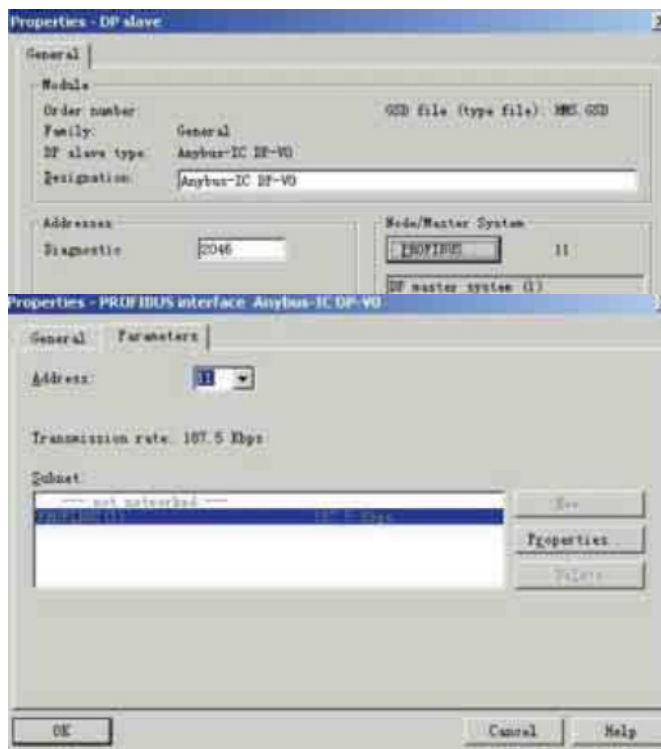 Properties - DP slave
General
Module
Order number
GSD file (type file): HMS.GSD
Family: General
DP slave type: Anybus-IC DP-V0
Designation: Anybus-IC DP-V0
Addresses
Node/Master System
Diagnostic 2046
PROFIBUS... 11
DP master system (1)
Properties - PROFIBUS interface Anybus-IC DP-V0
General Parameters
Address: 11
Transmission rate: 187.5 Kbps
Subnet:
--- not networked ---
PROFIBUS(1) 187.5 Kbps
New...
Properties...
Delete
OK Cancel Help